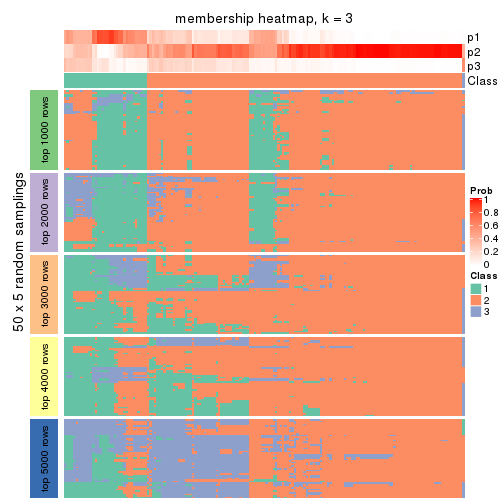 membership heatmap, k = 3
p1
p2
p3
Class
50 x 5 random samplings
top 1000 rows
top 2000 rows
top 3000 rows
top 4000 rows
top 5000 rows
Prob
1
0.8
0.6
0.4
0.2
0
Class
1
2
3